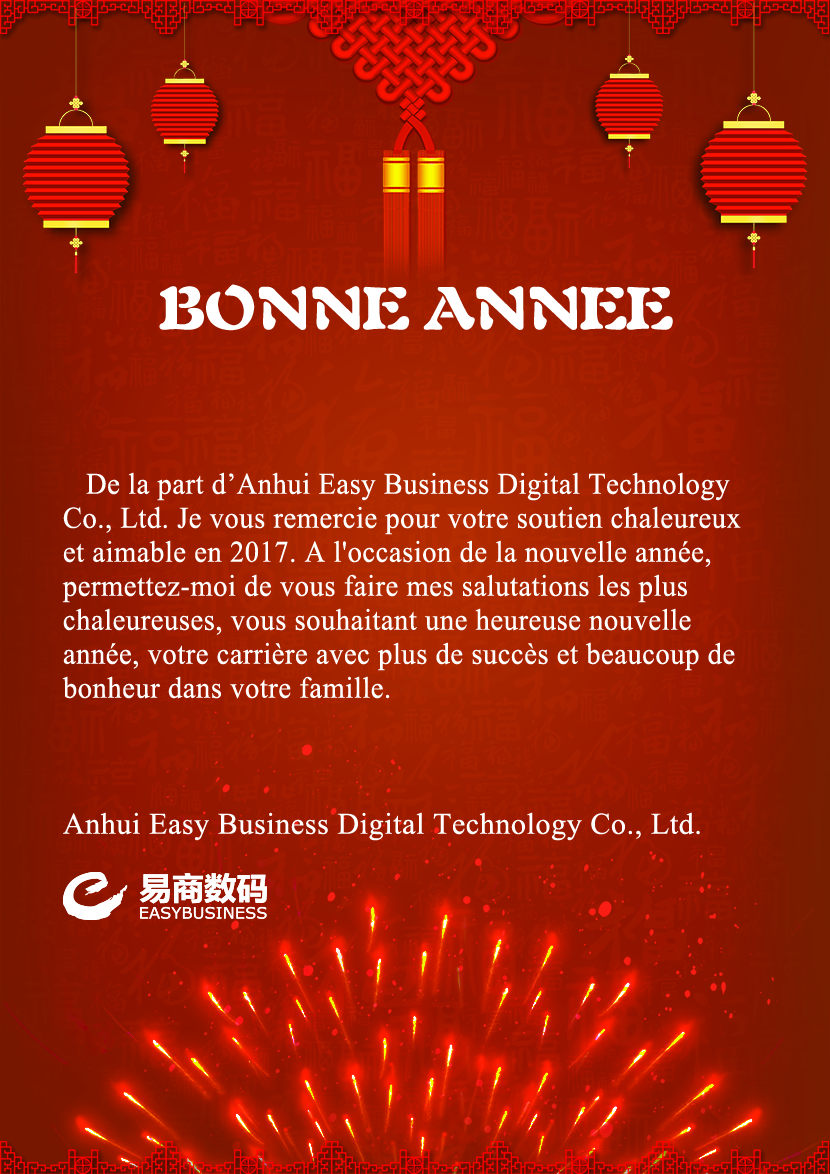 BONNE ANNEE
De la part d’Anhui Easy Business Digital Technology
Co., Ltd. Je vous remercie pour votre soutien chaleureux
et aimable en 2017. A l'occasion de la nouvelle année,
permettez-moi de vous faire mes salutations les plus
chaleureuses, vous souhaitant une heureuse nouvelle
année, votre carrière avec plus de succès et beaucoup de
bonheur dans votre famille.
Anhui Easy Business Digital Technology Co., Ltd.
易商数码
EASYBUSINESS